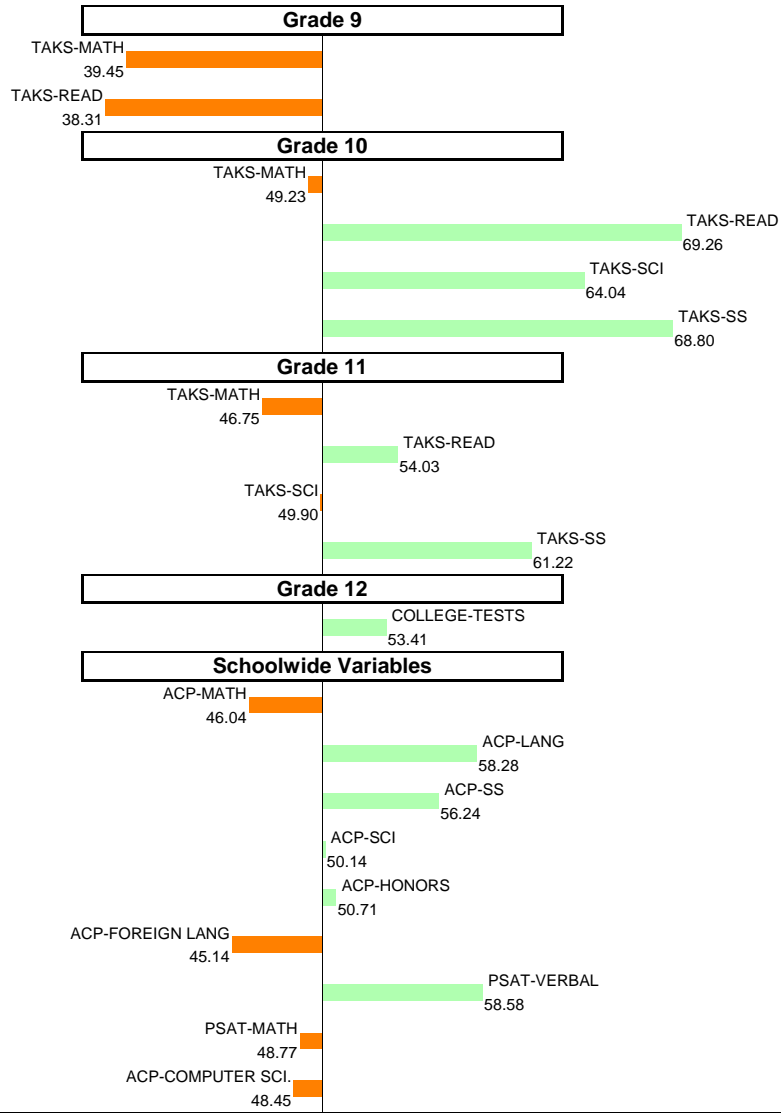 Grade 9
TAKS-MATH
39.45
TAKS-READ
38.31
Grade 10
TAKS-MATH
49.23
TAKS-READ
69.26
TAKS-SCI
64.04
TAKS-SS
68.80
Grade 11
TAKS-MATH
46.75
TAKS-READ
54.03
TAKS-SCI
49.90
TAKS-SS
61.22
Grade 12
COLLEGE-TESTS
53.41
Schoolwide Variables
ACP-MATH
46.04
ACP-LANG
58.28
ACP-SS
56.24
ACP-SCI
50.14
ACP-HONORS
50.71
ACP-FOREIGN LANG
45.14
PSAT-VERBAL
58.58
PSAT-MATH
48.77
ACP-COMPUTER SCI.
48.45